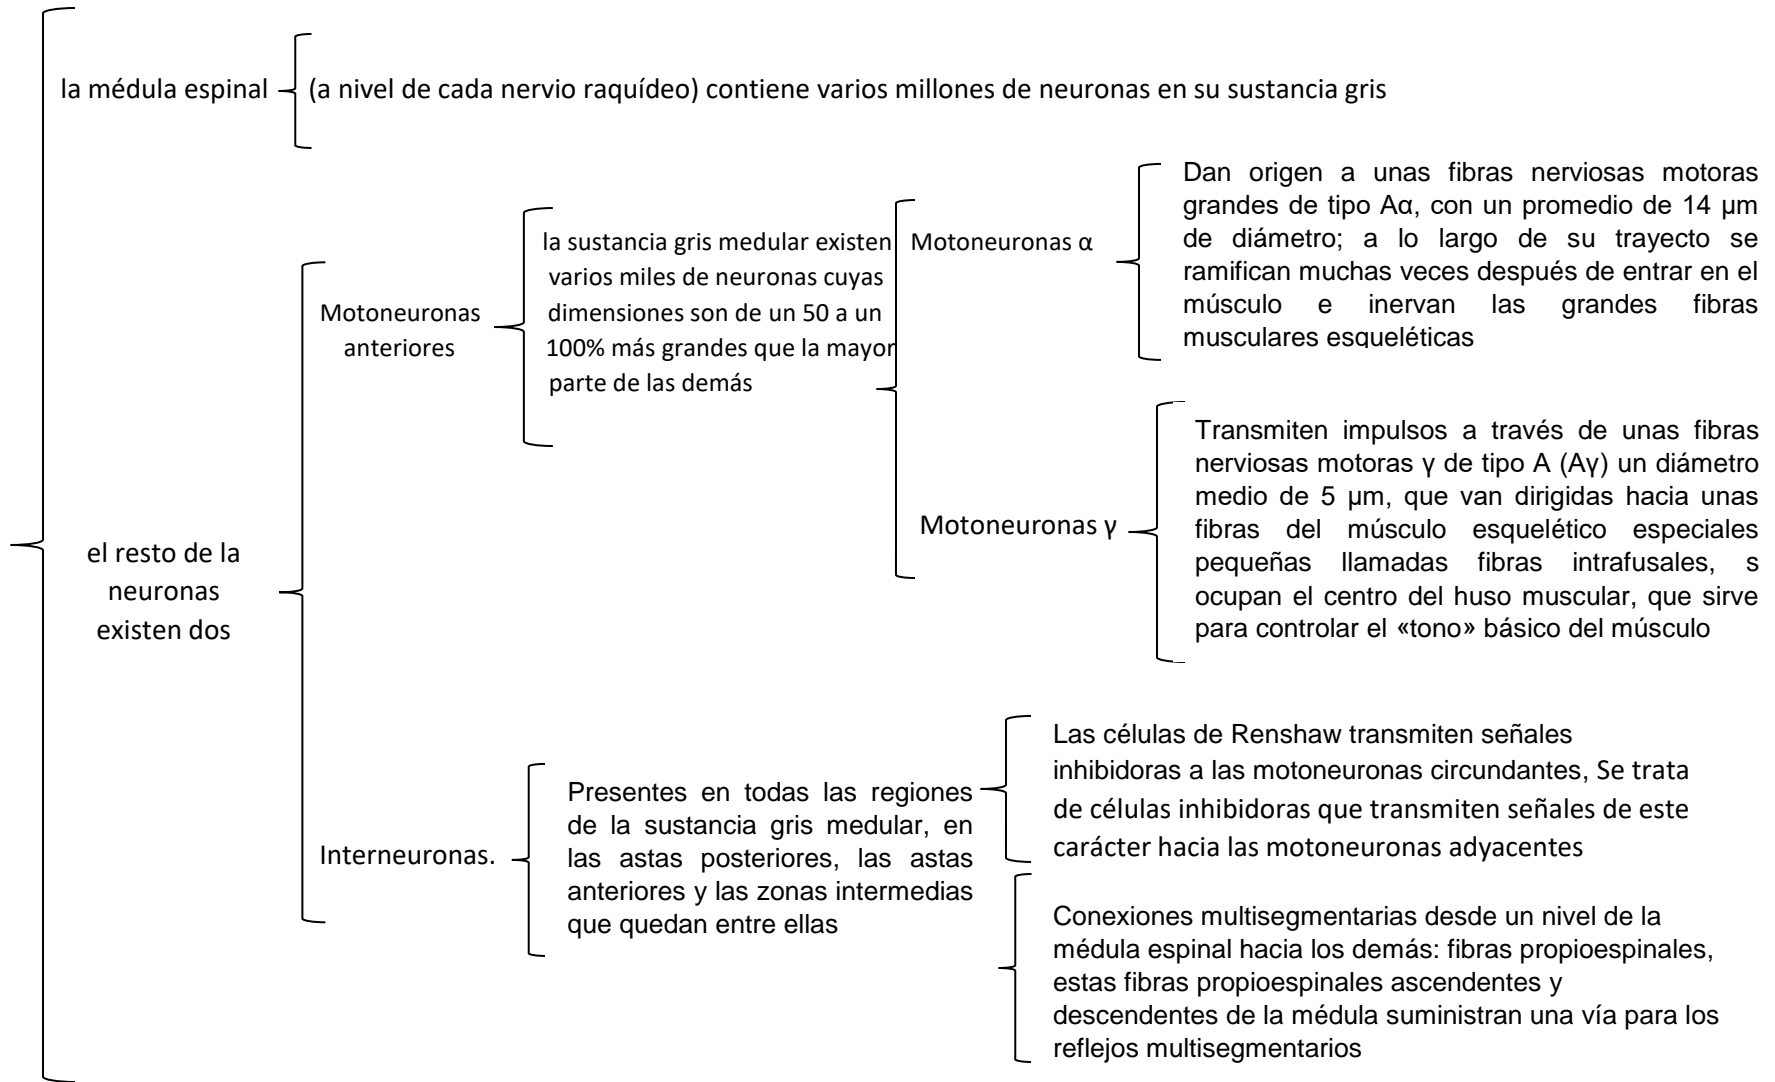 la médula espinal
(a nivel de cada nervio raquídeo) contiene varios millones de neuronas en su sustancia gris
el resto de la
neuronas
existen dos
Motoneuronas
anteriores
la sustancia gris medular existen
varios miles de neuronas cuyas
dimensiones son de un 50 a un
100% más grandes que la mayor
parte de las demás
Motoneuronas α
Dan origen a unas fibras nerviosas motoras
grandes de tipo Aα, con un promedio de 14 μm
de diámetro; a lo largo de su trayecto se
ramifican muchas veces después de entrar en el
músculo e inervan las grandes fibras
musculares esqueléticas
Motoneuronas γ
Transmiten impulsos a través de unas fibras
nerviosas motoras γ de tipo A (Aγ) un diámetro
medio de 5 μm, que van dirigidas hacia unas
fibras del músculo esquelético especiales
pequeñas llamadas fibras intrafusales, s
ocupan el centro del huso muscular, que sirve
para controlar el «tono» básico del músculo
Interneuronas.
Presentes en todas las regiones
de la sustancia gris medular, en
las astas posteriores, las astas
anteriores y las zonas intermedias
que quedan entre ellas
Las células de Renshaw transmiten señales
inhibidoras a las motoneuronas circundantes, Se trata
de células inhibidoras que transmiten señales de este
carácter hacia las motoneuronas adyacentes
Conexiones multisegmentarias desde un nivel de la
médula espinal hacia los demás: fibras propioespinales,
estas fibras propioespinales ascendentes y
descendentes de la médula suministran una vía para los
reflejos multisegmentarios